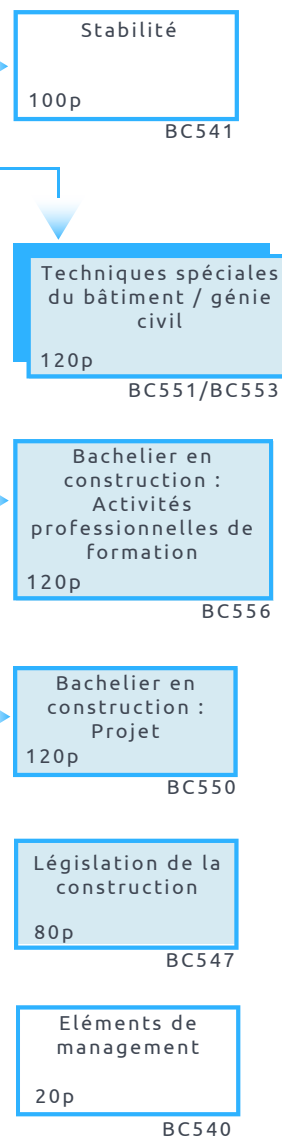 Stabilité
100p
BC541
Techniques spéciales
du bâtiment / génie
civil
120p
BC551/BC553
Bachelier en
construction :
Activités
professionnelles de
formation
120p
BC556
Bachelier en
construction :
Projet
120p
BC550
Législation de la
construction
80p
BC547
Eléments de
management
20p
BC540